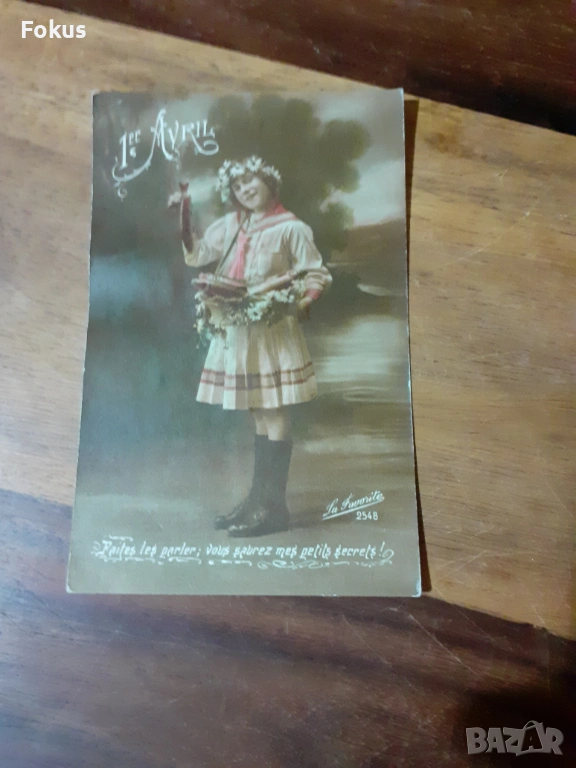 Fokus
1er AVRIL
La Favorite
2548
Faites les parler; vous saurez mes petits secrets!
BAZAR